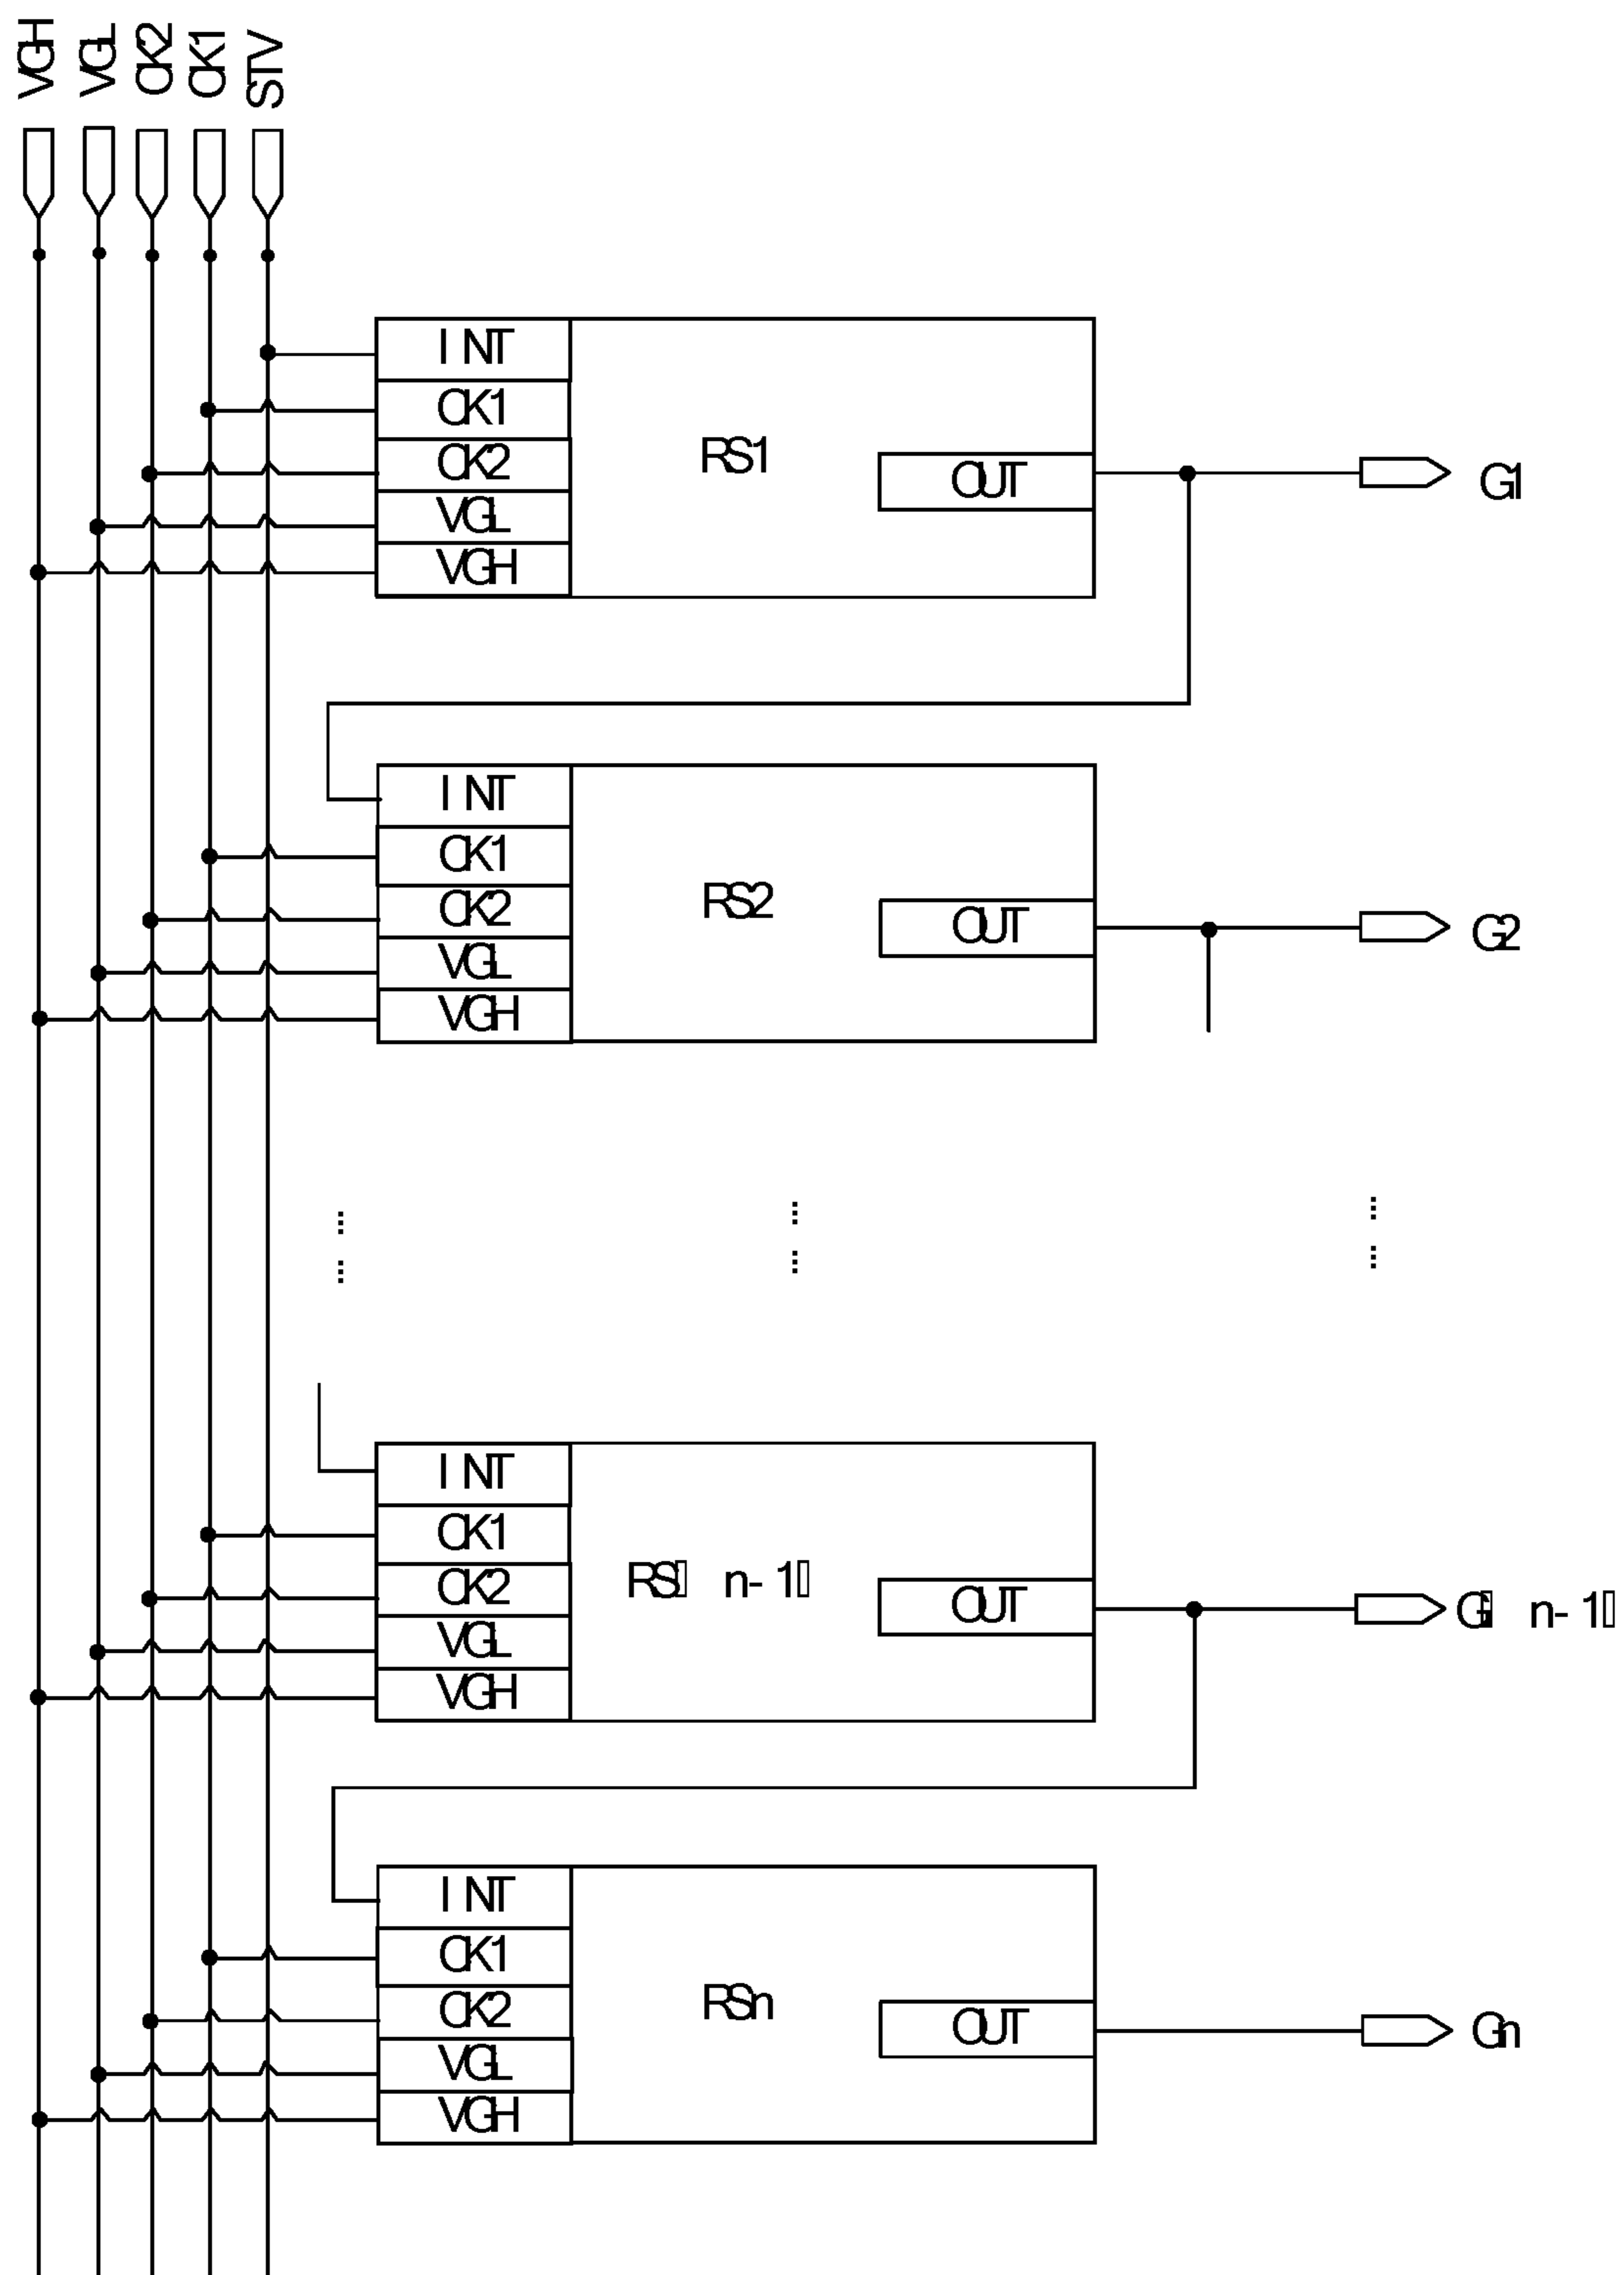 VGH
VGL
CK2
CK1
STV
INT
CK1
CK2
VGL
VGH
RS1
OUT
G1
INT
CK1
CK2
VGL
VGH
RS2
OUT
G2
INT
CK1
CK2
VGL
VGH
RS▯ n-1▯
OUT
G▯ n-1▯
INT
CK1
CK2
VGL
VGH
RSn
OUT
Gn